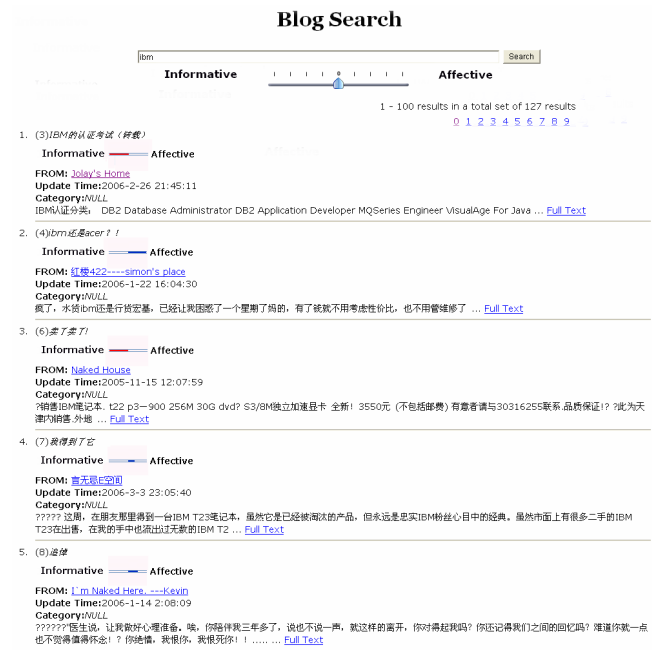 Blog Search
ibm Search
Informative 0 Affective
1 - 100 results in a total set of 127 results
0 1 2 3 4 5 6 7 8 9
1. (3)IBM的认证考试（转载）
Informative Affective
FROM: Jolay's Home
Update Time:2006-2-26 21:45:11
Category:NULL
IBM认证分类： DB2 Database Administrator DB2 Application Developer MQSeries Engineer VisualAge For Java ... Full Text
2. (4)ibm还是acer？！
Informative Affective
FROM: 红楼422----simon's place
Update Time:2006-1-22 16:04:30
Category:NULL
疯了，水货ibm还是行货宏基，已经让我困惑了一个星期了妈的，有了钱就不用考虑性价比，也不用管维修了 ... Full Text
3. (6)卖了卖了!
Informative Affective
FROM: Naked House
Update Time:2005-11-15 12:07:59
Category:NULL
?销售IBM笔记本. t22 p3—900 256M 30G dvd? S3/8M独立加速显卡 全新！3550元 (不包括邮费) 有意者请与30316255联系.品质保证!? ?此为天
津内销售.外地 ... Full Text
4. (7)我得到了它
Informative Affective
FROM: 言无忌E空间
Update Time:2006-3-3 23:05:40
Category:NULL
????? 这周，在朋友那里得到一台IBM T23笔记本，虽然它是已经被淘汰的产品，但永远是忠实IBM粉丝心目中的经典。虽然市面上有很多二手的IBM
T23在出售，在我的手中也流出过无数的IBM T2 ... Full Text
5. (8)追悼
Informative Affective
FROM: I`m Naked Here. ---Kevin
Update Time:2006-1-14 2:08:09
Category:NULL
??????"医生说，让我做好心理准备。唉，你陪伴我三年多了，说也不说一声，就这样的离开，你对得起我吗？你还记得我们之间的回忆吗？难道你就一点
也不觉得值得怀念！？你绝情，我恨你，我恨死你！！..... ... Full Text